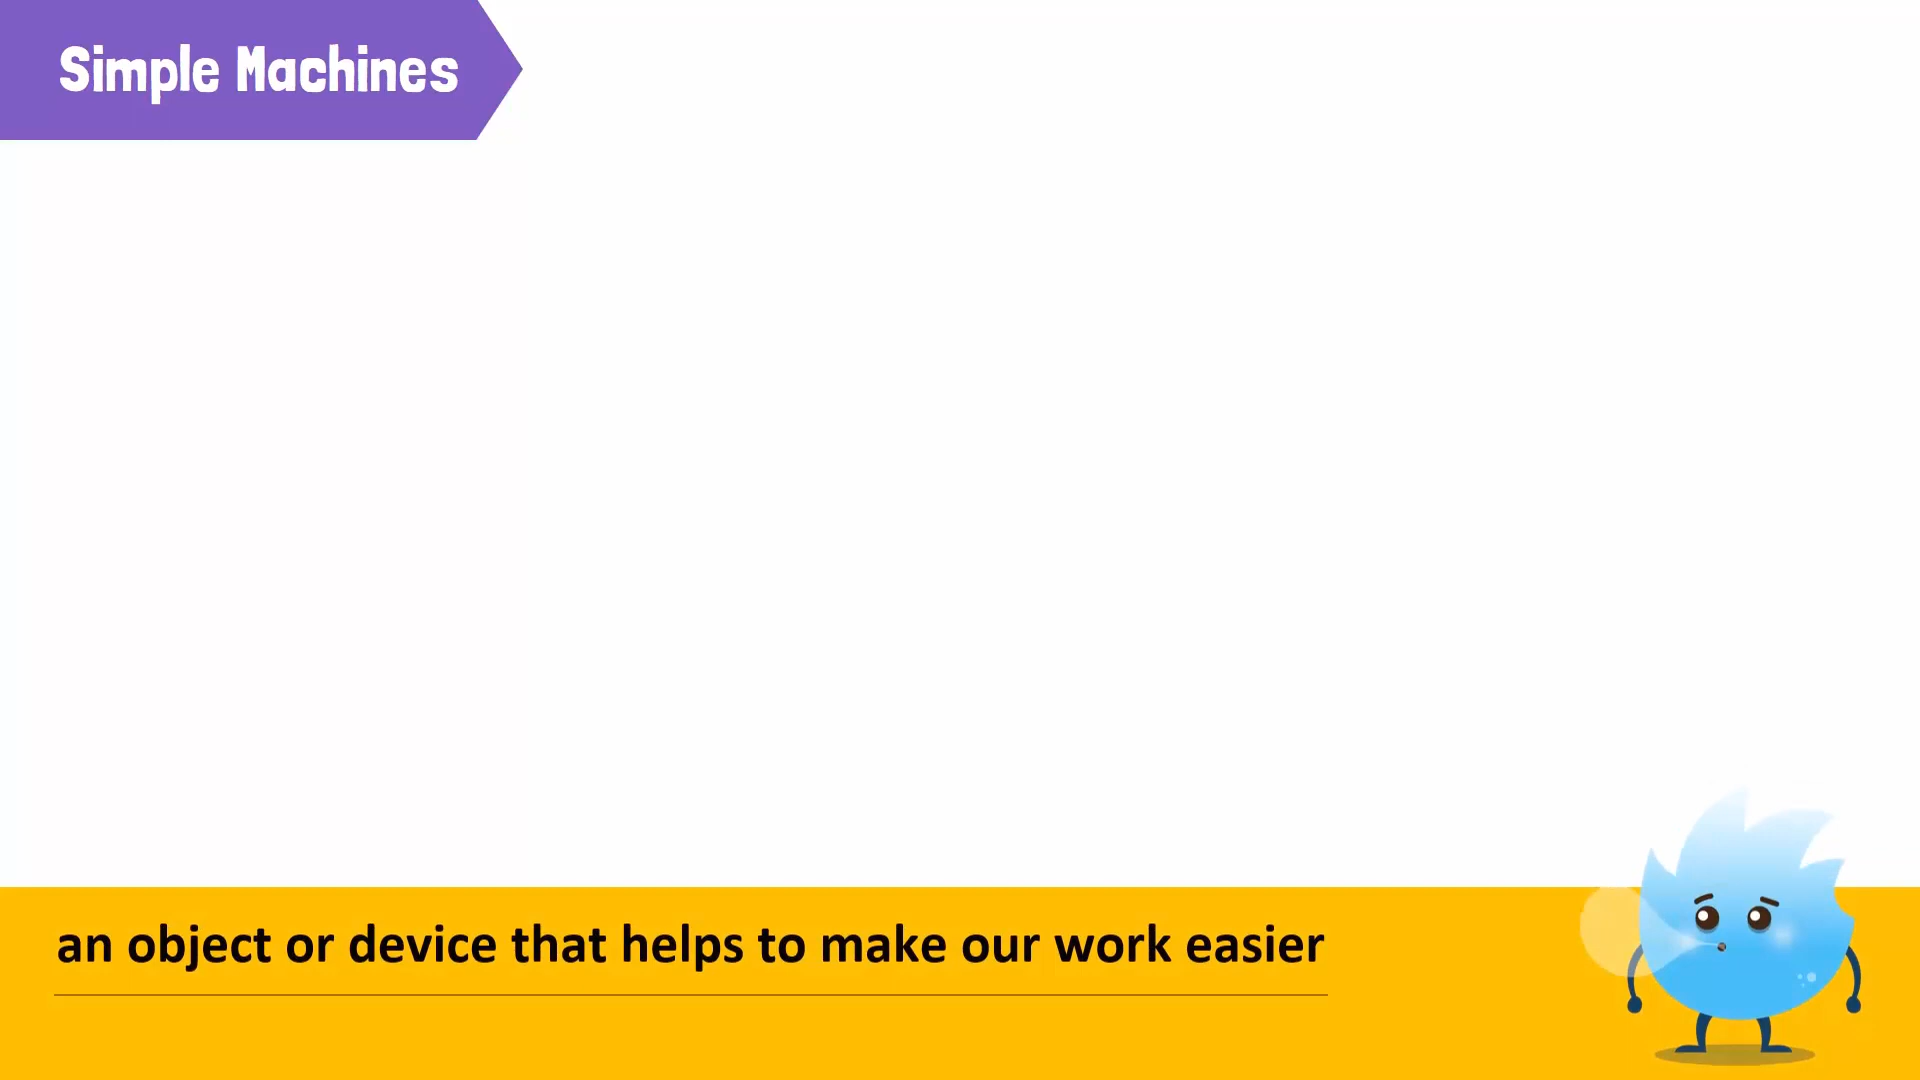 Simple Machines
an object or device that helps to make our work easier